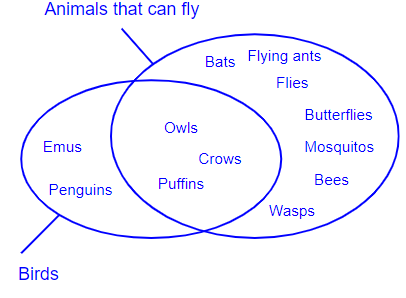 Animals that can fly
Bats
Flying ants
Flies
Butterflies
Owls
Emus
Mosquitos
Crows
Bees
Puffins
Penguins
Wasps
Birds